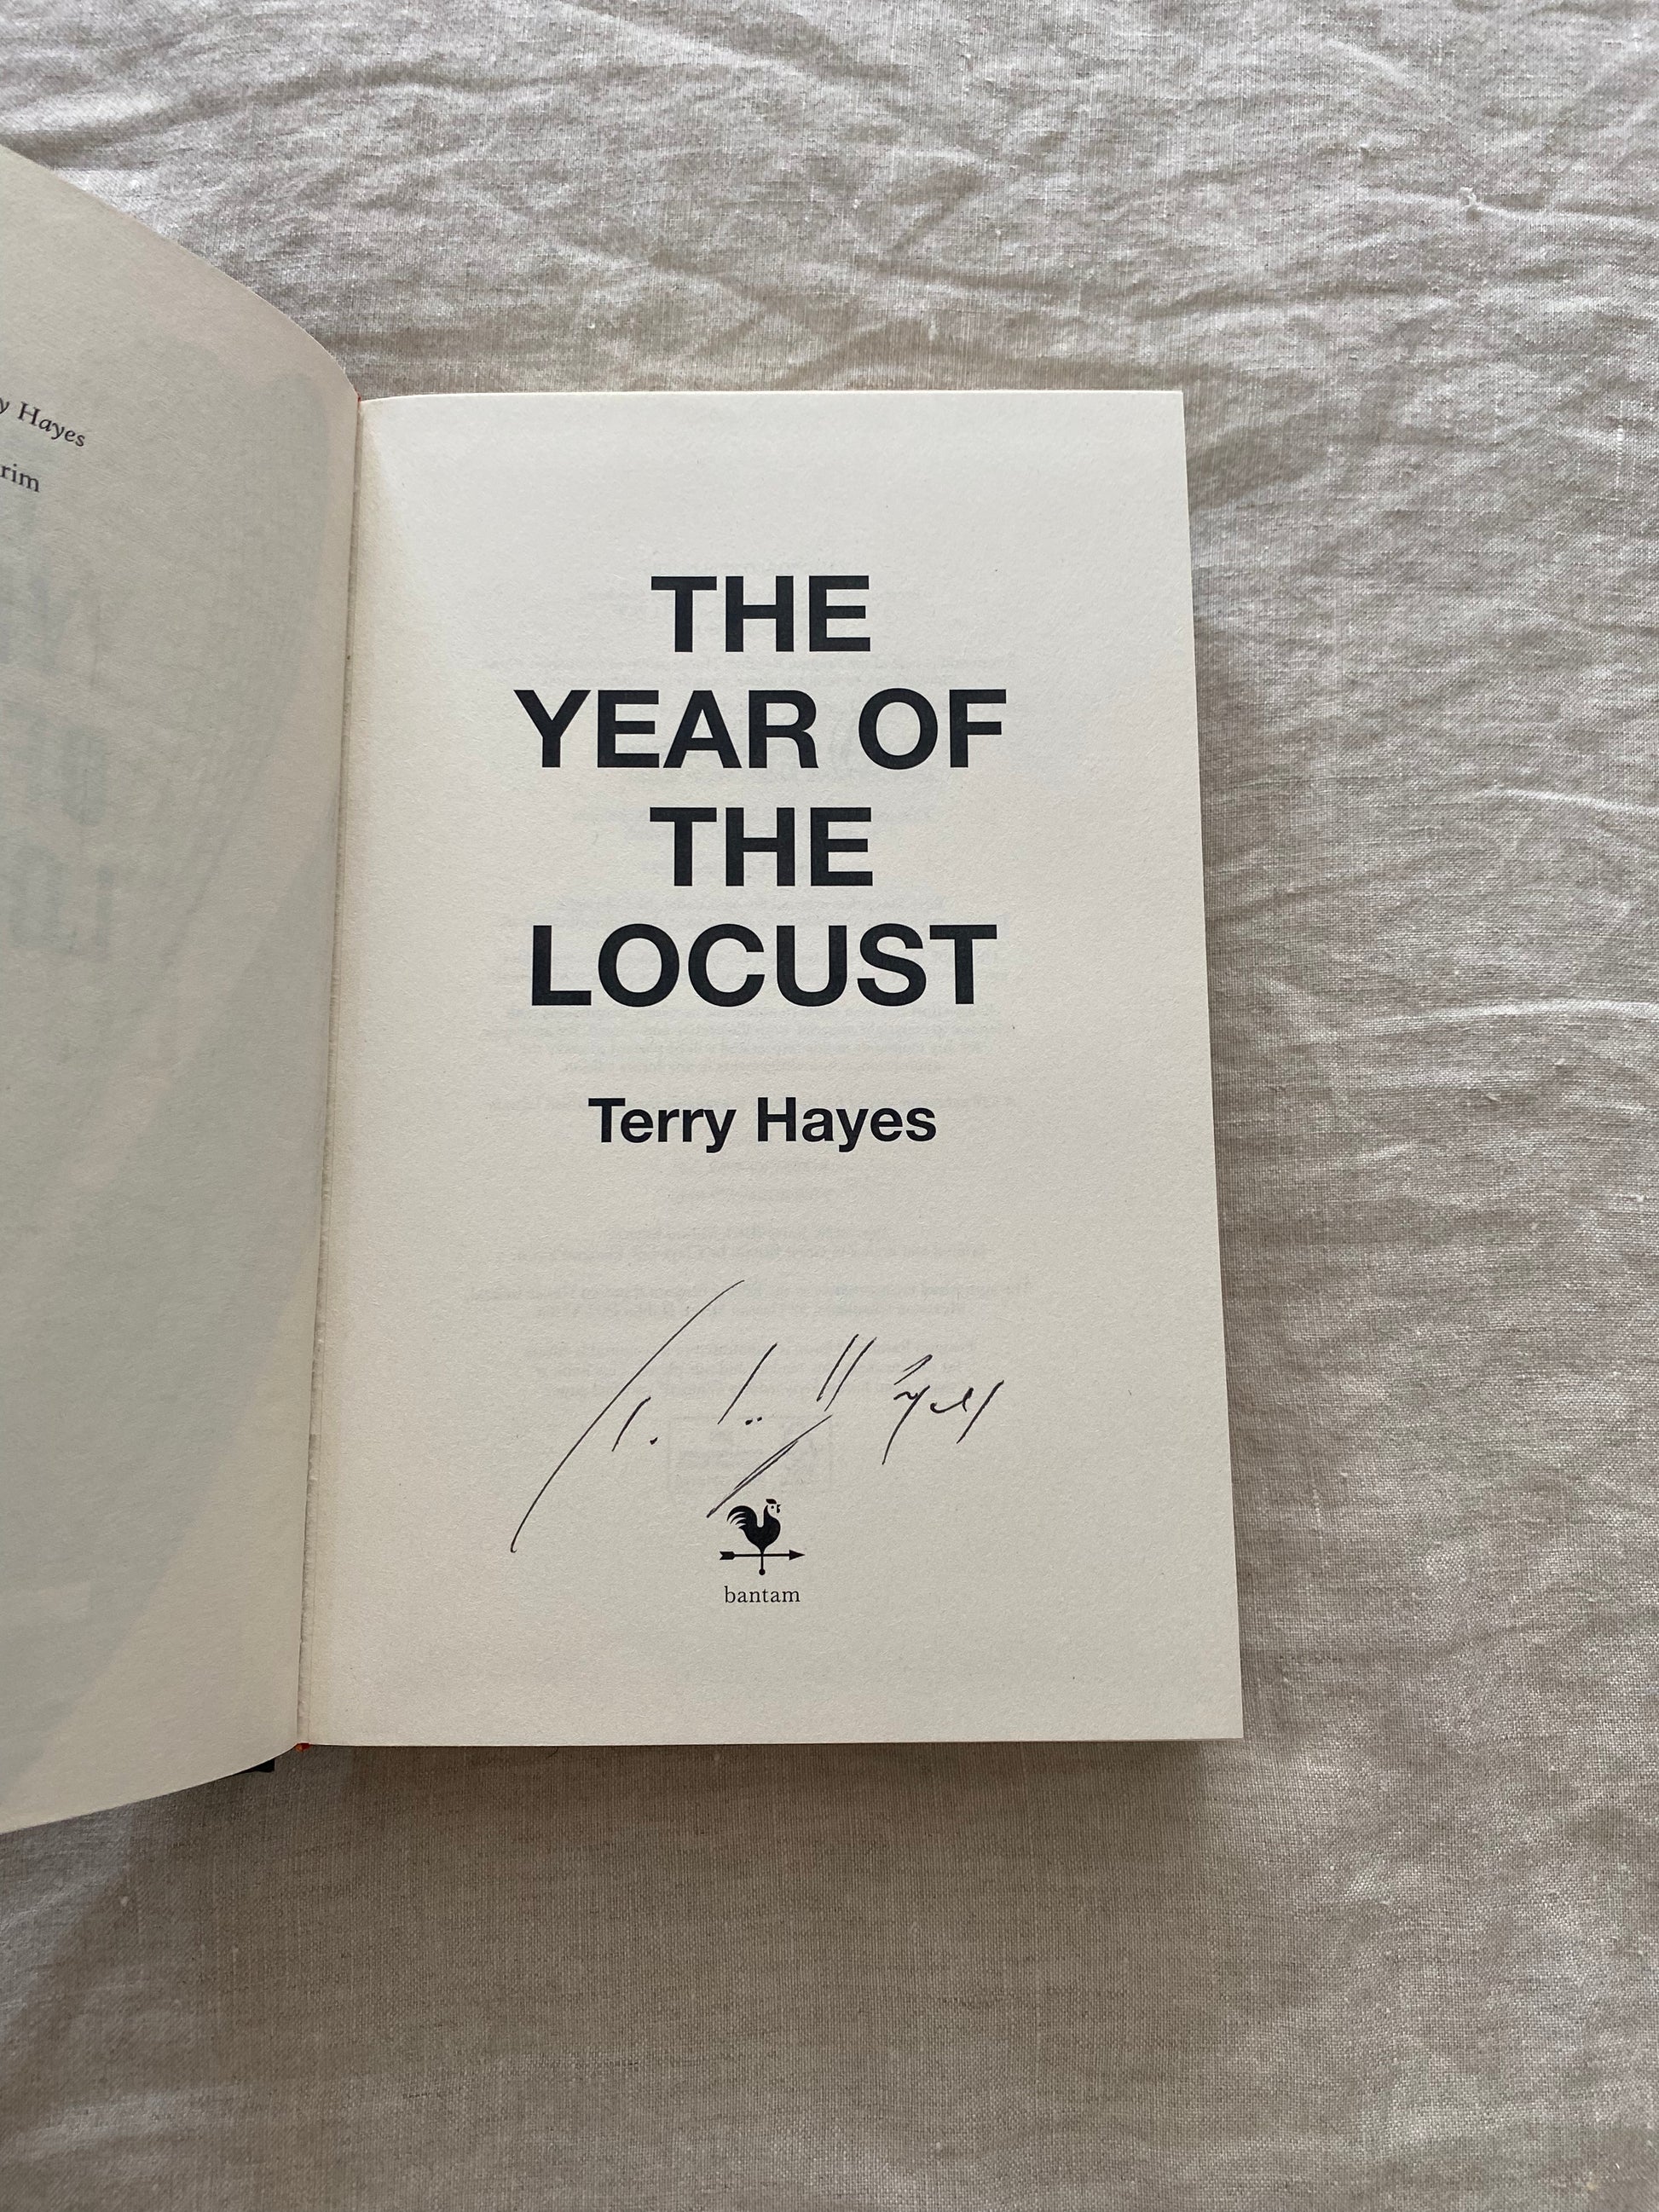 y Hayes
rim
THE
YEAR OF
THE
LOCUST
Terry Hayes
bantam